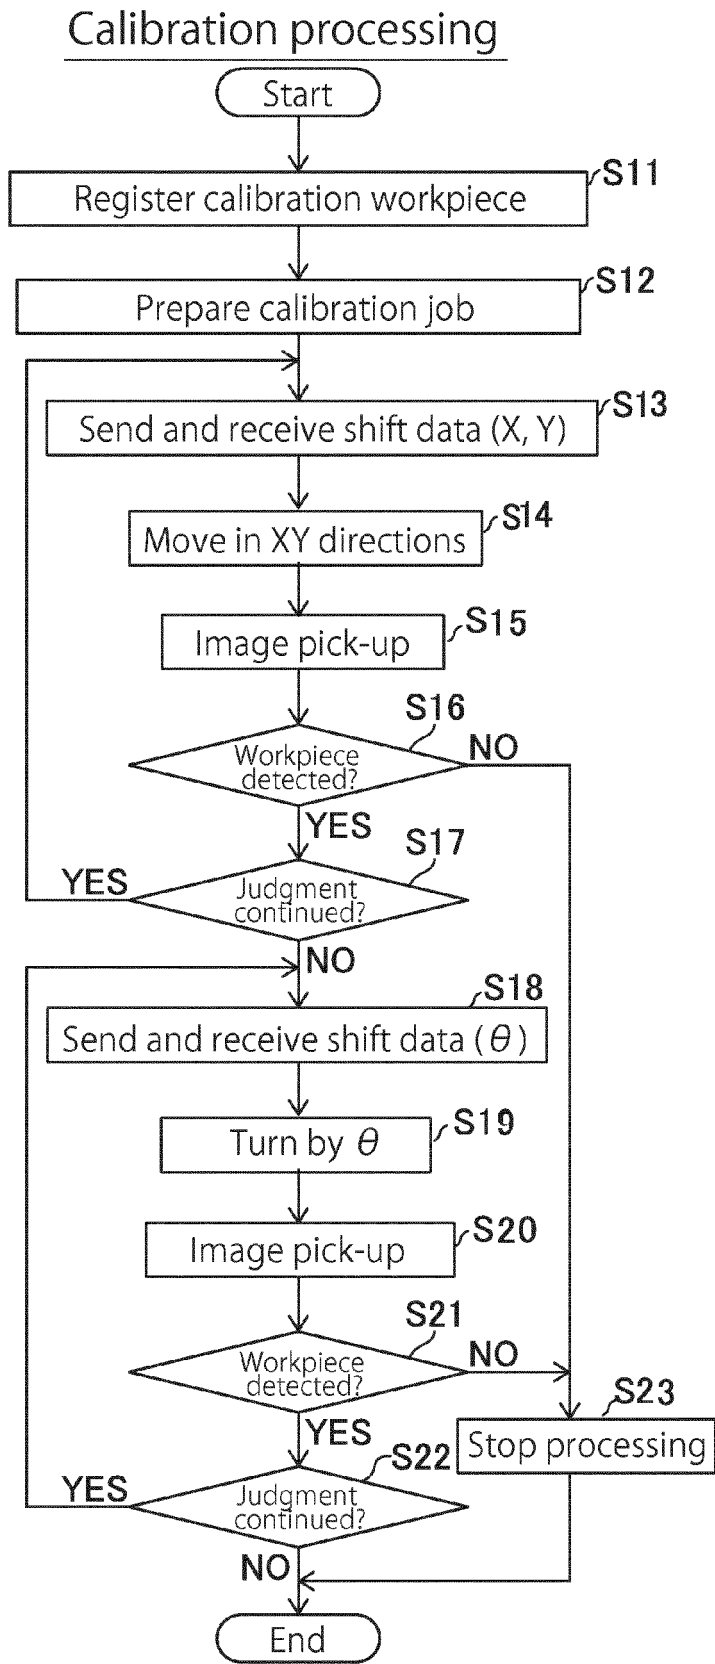 Calibration processing
Start
S11
Register calibration workpiece
S12
Prepare calibration job
S13
Send and receive shift data (X, Y)
S14
Move in XY directions
S15
Image pick-up
S16
Workpiece
detected?
NO
YES
S17
YES
Judgment
continued?
NO
S18
Send and receive shift data (θ)
S19
Turn by θ
S20
Image pick-up
S21
Workpiece
detected?
NO
S23
Stop processing
YES
S22
YES
Judgment
continued?
NO
End